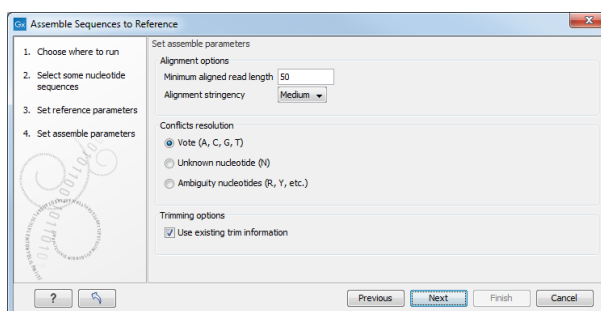 Gx Assemble Sequences to Reference
1. Choose where to run
2. Select some nucleotide
sequences
3. Set reference parameters
4. Set assemble parameters
Set assemble parameters
Alignment options
Minimum aligned read length 50
Alignment stringency Medium
Conflicts resolution
Vote (A, C, G, T)
Unknown nucleotide (N)
Ambiguity nucleotides (R, Y, etc.)
Trimming options
Use existing trim information
? Previous Next Finish Cancel